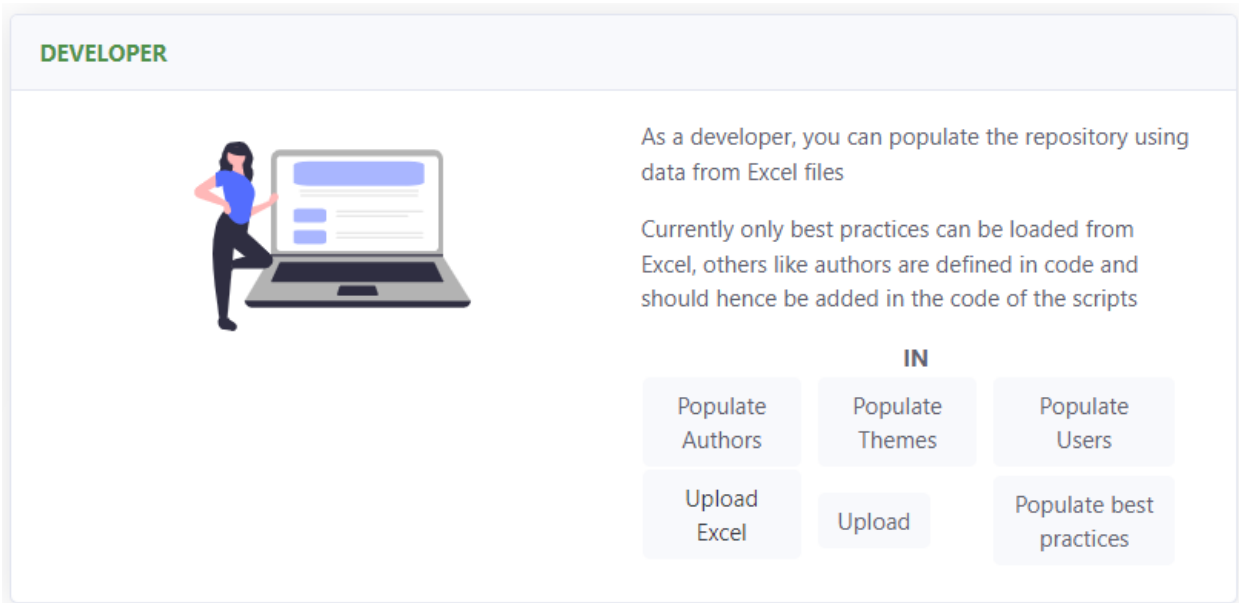 DEVELOPER
As a developer, you can populate the repository using
data from Excel files
Currently only best practices can be loaded from
Excel, others like authors are defined in code and
should hence be added in the code of the scripts
IN
Populate
Authors
Populate
Themes
Populate
Users
Upload
Excel
Upload
Populate best
practices